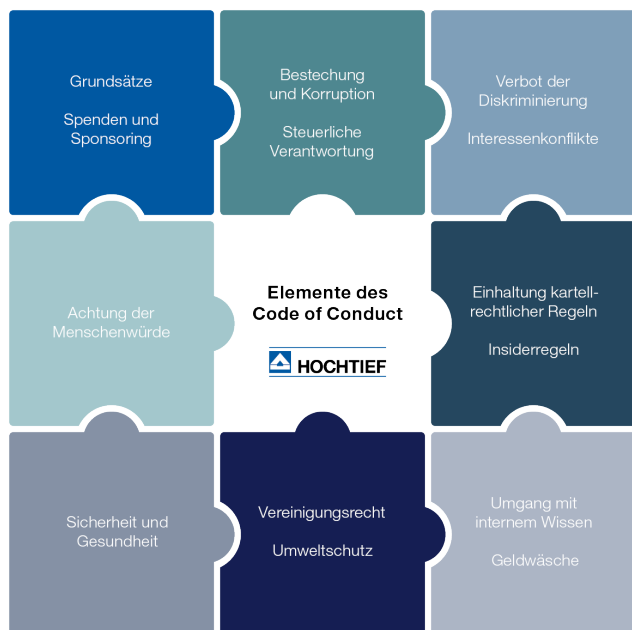 Grundsätze
Spenden und
Sponsoring
Bestechung
und Korruption
Steuerliche
Verantwortung
Verbot der
Diskriminierung
Interessenkonflikte
Achtung der
Menschenwürde
Elemente des
Code of Conduct
HOCHTIEF
Einhaltung kartell-
rechtlicher Regeln
Insiderregeln
Sicherheit und
Gesundheit
Vereinigungsrecht
Umweltschutz
Umgang mit
internem Wissen
Geldwäsche